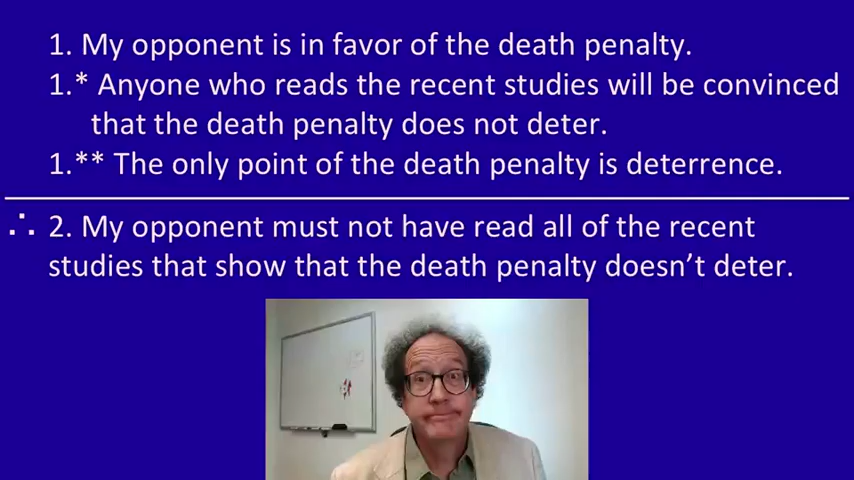 1. My opponent is in favor of the death penalty.
1.* Anyone who reads the recent studies will be convinced
that the death penalty does not deter.
1.** The only point of the death penalty is deterrence.
∴ 2. My opponent must not have read all of the recent
studies that show that the death penalty doesn’t deter.